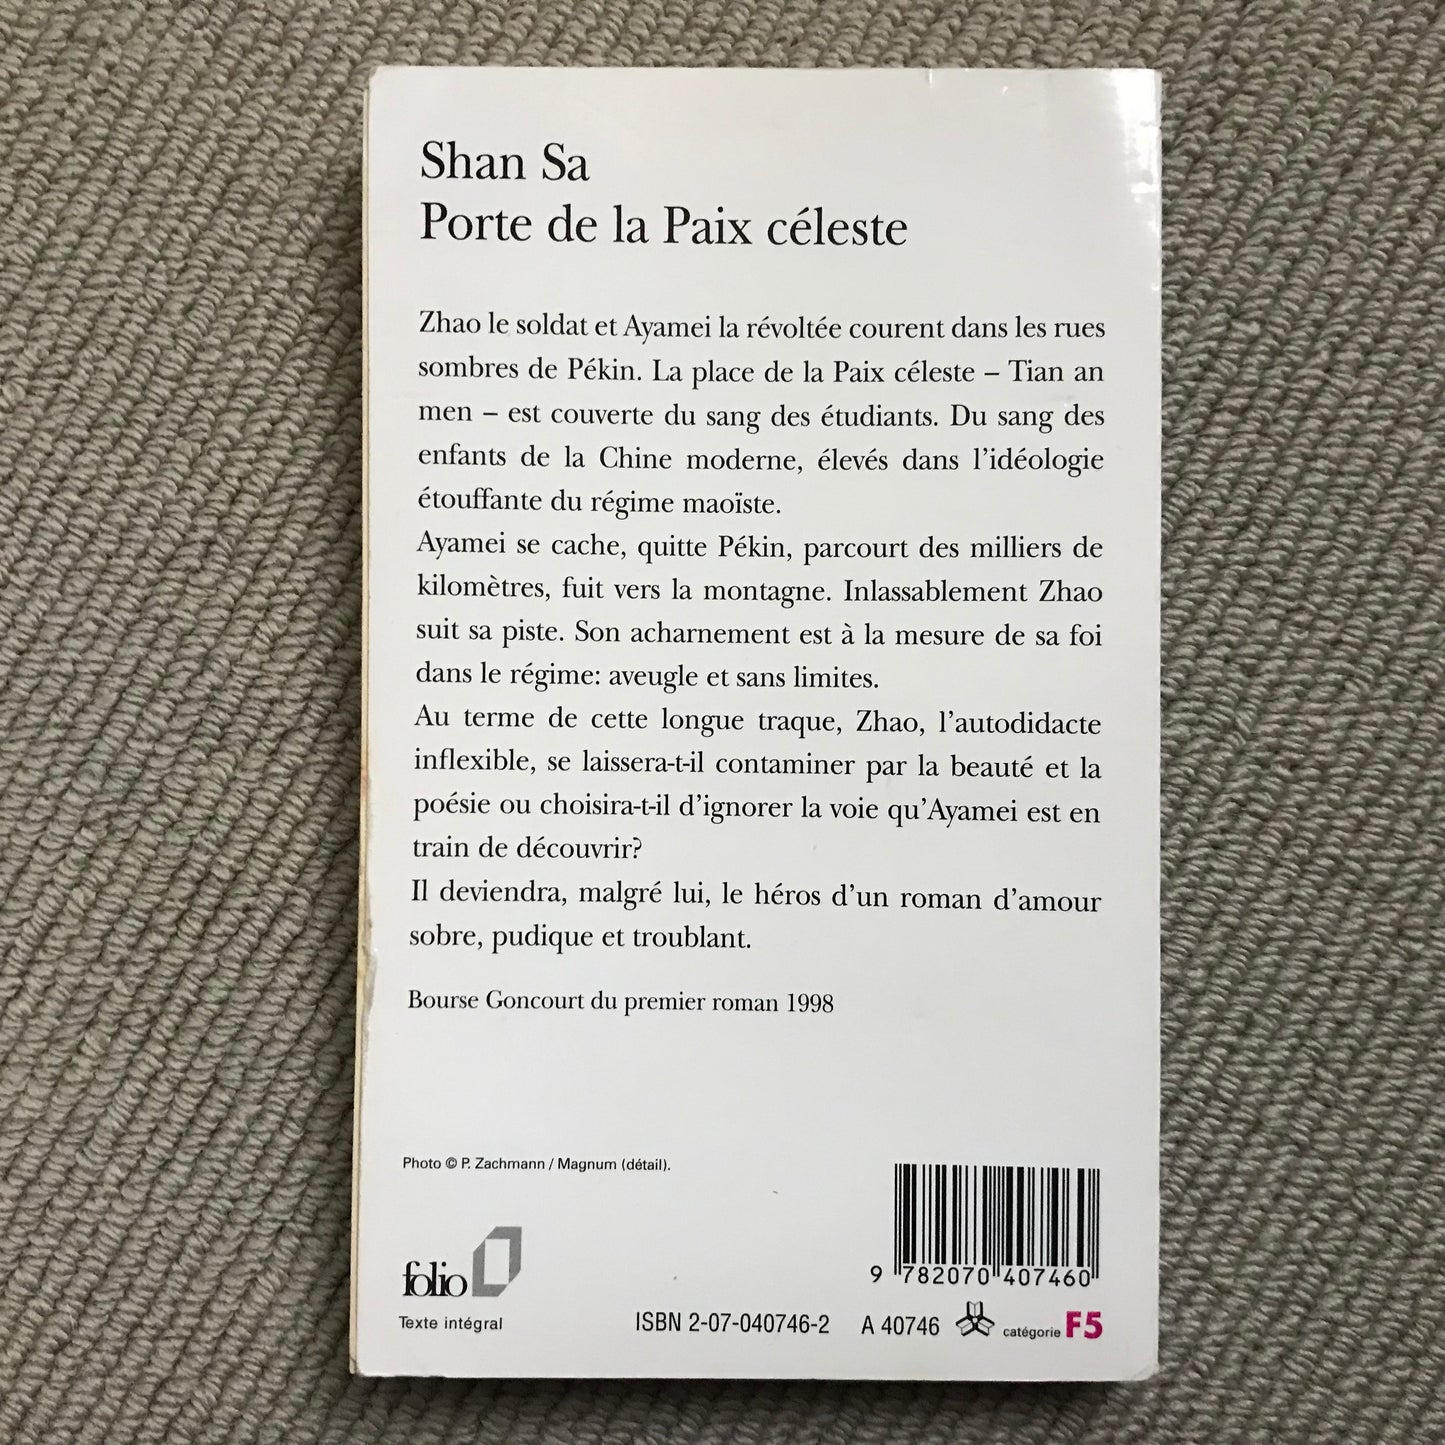 Shan Sa
Porte de la Paix céleste
Zhao le soldat et Ayamei la révoltée courent dans les rues
sombres de Pékin. La place de la Paix céleste – Tian an
men – est couverte du sang des étudiants. Du sang des
enfants de la Chine moderne, élevés dans l'idéologie
étouffante du régime maoïste.
Ayamei se cache, quitte Pékin, parcourt des milliers de
kilomètres, fuit vers la montagne. Inlassablement Zhao
suit sa piste. Son acharnement est à la mesure de sa foi
dans le régime: aveugle et sans limites.
Au terme de cette longue traque, Zhao, l'autodidacte
inflexible, se laissera-t-il contaminer par la beauté et la
poésie ou choisira-t-il d'ignorer la voie qu'Ayamei est en
train de découvrir?
Il deviendra, malgré lui, le héros d'un roman d'amour
sobre, pudique et troublant.
Bourse Goncourt du premier roman 1998
Photo © P. Zachmann / Magnum (détail).
9 782070 407460
folio
Texte intégral
ISBN 2-07-040746-2 A 40746 catégorie F5